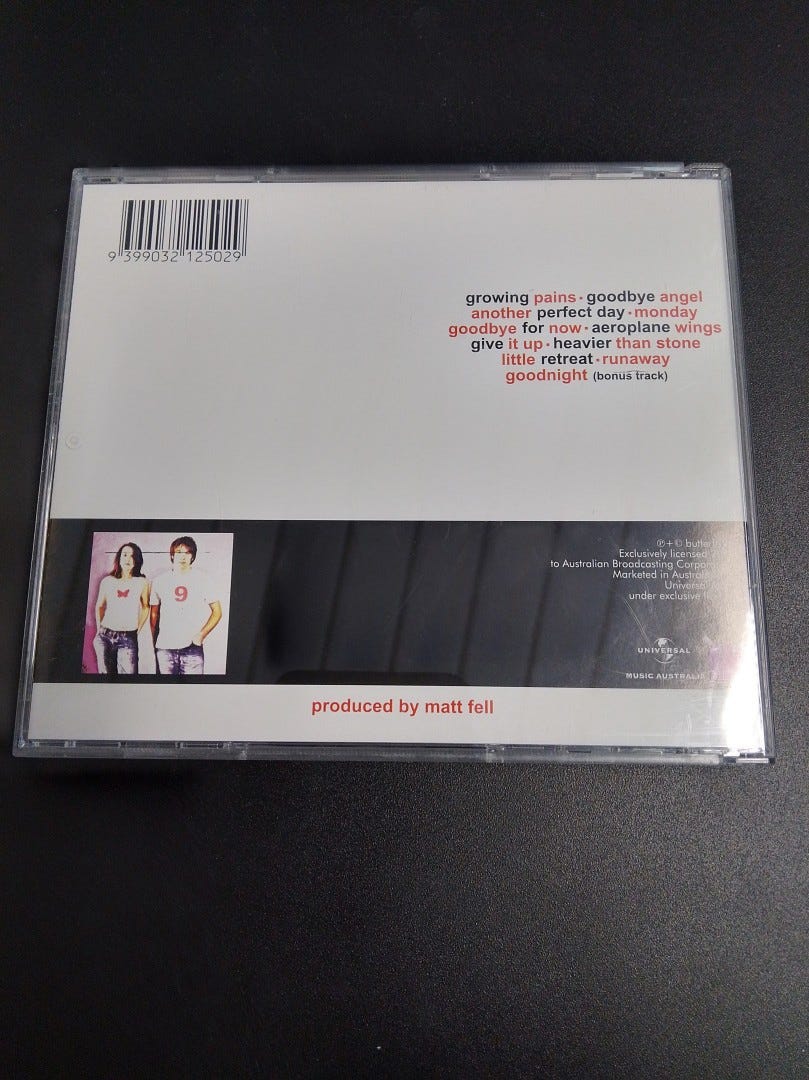 9 399032 125029
growing pains • goodbye angel
another perfect day • monday
goodbye for now • aeroplane wings
give it up • heavier than stone
little retreat • runaway
goodnight (bonus track)
9
℗+©
Exclusively licensed
to Australian Broadcasting
Marketed in
under exclusive
UNIVERSAL
MUSIC AUSTRALIA
produced by matt fell